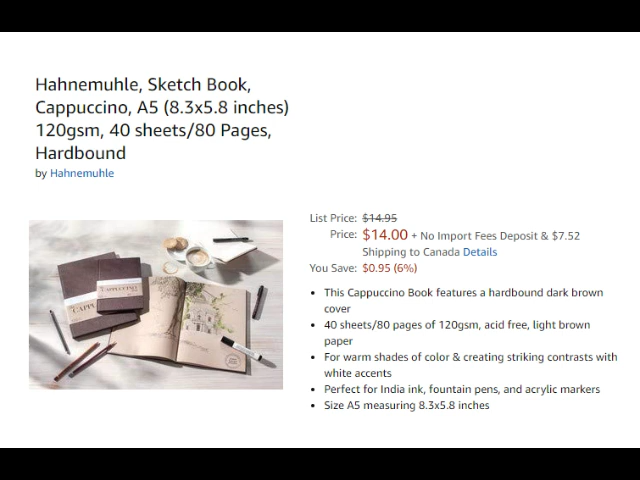 Hahnemuhle, Sketch Book,
Cappuccino, A5 (8.3x5.8 inches)
120gsm, 40 sheets/80 Pages,
Hardbound
by Hahnemuhle
List Price: $14.95
Price: $14.00 + No Import Fees Deposit & $7.52
Shipping to Canada Details
You Save: $0.95 (6%)
• This Cappuccino Book features a hardbound dark brown
cover
• 40 sheets/80 pages of 120gsm, acid free, light brown
paper
• For warm shades of color & creating striking contrasts with
white accents
• Perfect for India ink, fountain pens, and acrylic markers
• Size A5 measuring 8.3x5.8 inches
CAPPUCCINO